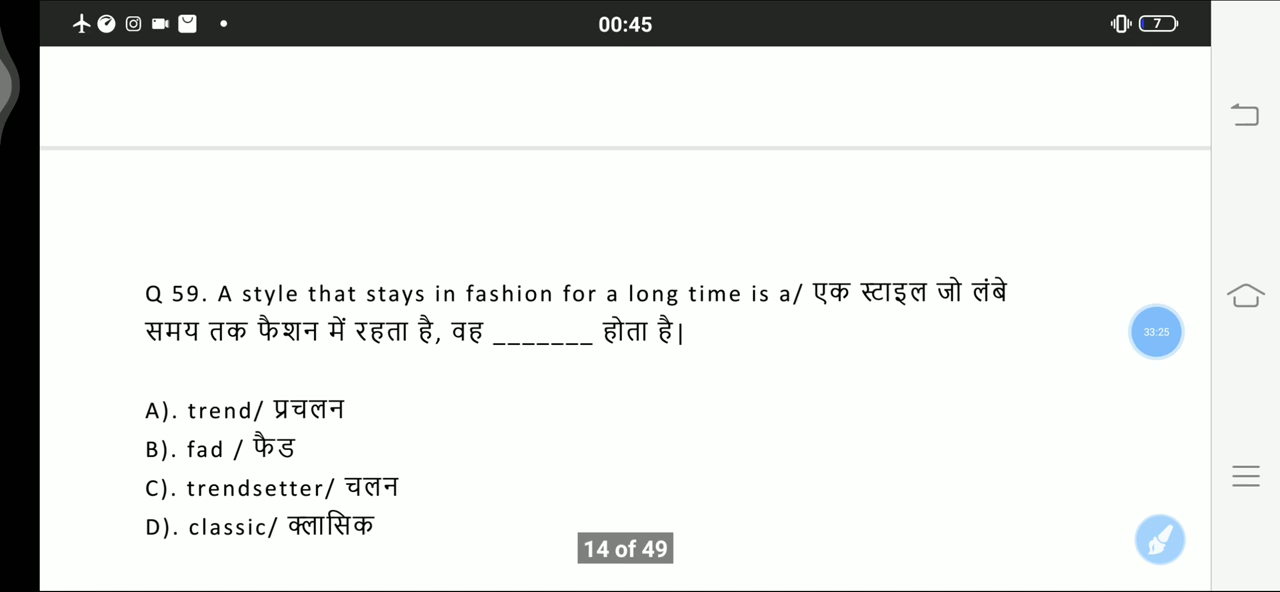 00:45
7
Q 59. A style that stays in fashion for a long time is a/ एक स्टाइल जो लंबे
समय तक फैशन में रहता है, वह _______ होता है|
33:25
A). trend/ प्रचलन
B). fad / फैड
C). trendsetter/ चलन
D). classic/ क्लासिक
14 of 49